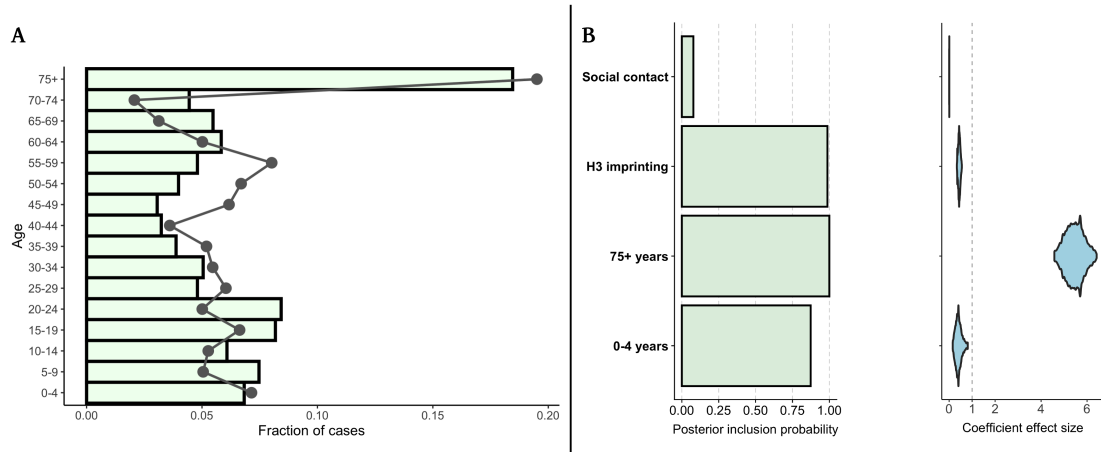 A
75+
70-74
65-69
60-64
55-59
50-54
45-49
40-44
35-39
30-34
25-29
20-24
15-19
10-14
5-9
0-4
Age
0.00 0.05 0.10 0.15 0.20
Fraction of cases
B
Social contact
H3 imprinting
75+ years
0-4 years
0.00 0.25 0.50 0.75 1.00
Posterior inclusion probability
0 1 2 4 6
Coefficient effect size